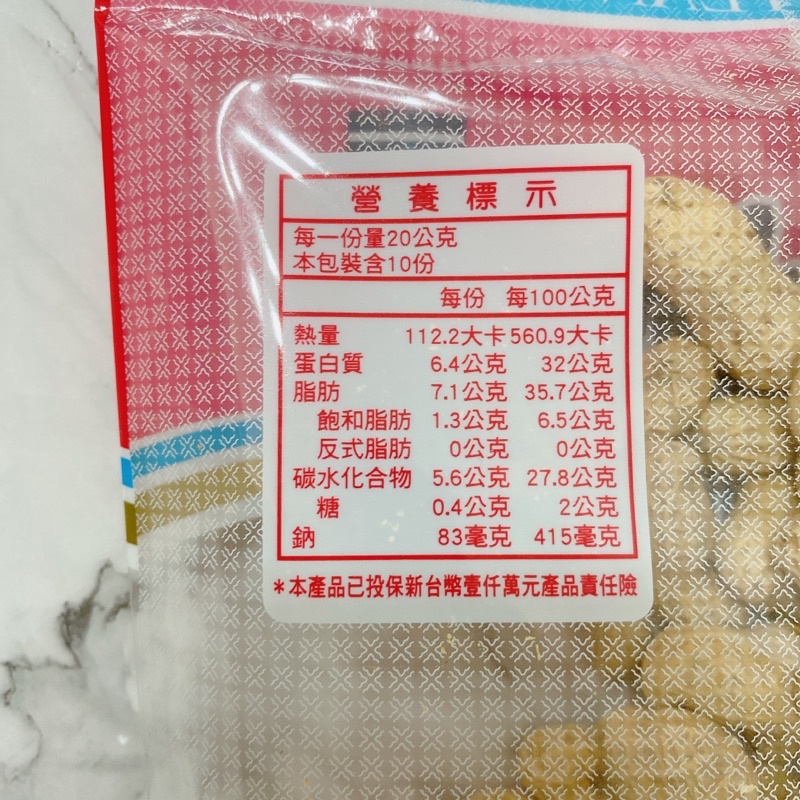 營養標示
每一份量20公克
本包裝含10份
每份 每100公克
熱量 112.2大卡 560.9大卡
蛋白質 6.4公克 32公克
脂肪 7.1公克 35.7公克
飽和脂肪 1.3公克 6.5公克
反式脂肪 0公克 0公克
碳水化合物 5.6公克 27.8公克
糖 0.4公克 2公克
鈉 83毫克 415毫克
*本產品已投保新台幣壹仟萬元產品責任險